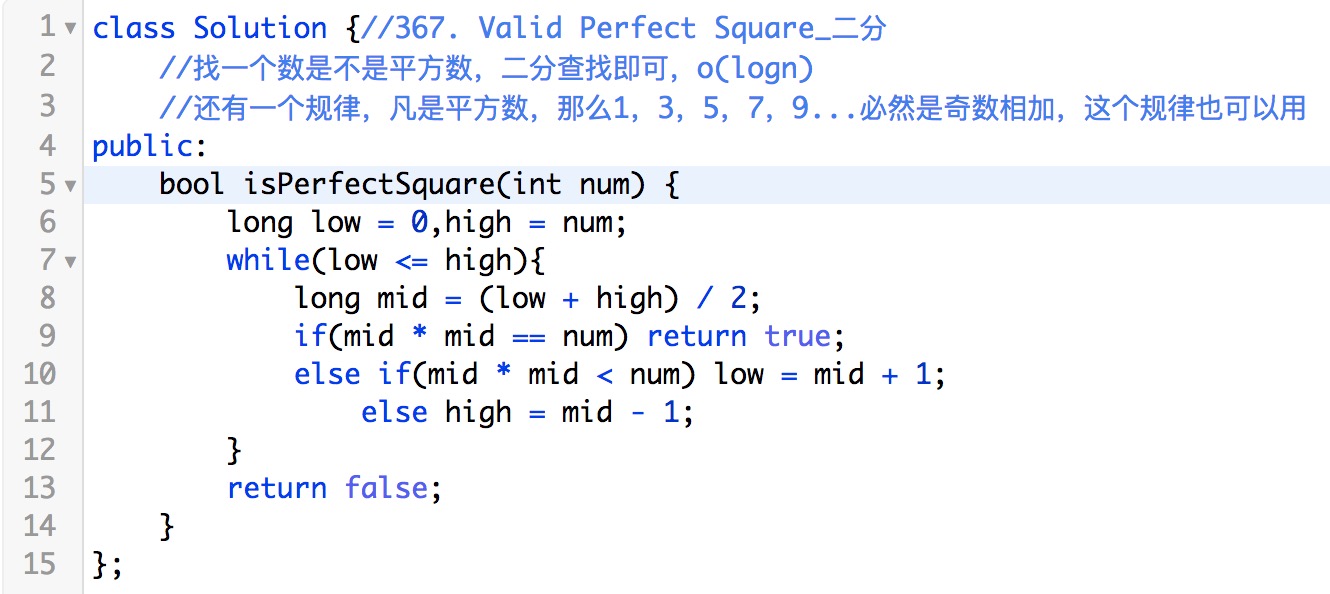 1 class Solution {//367. Valid Perfect Square_二分
2 //找一个数是不是平方数，二分查找即可，o(logn)
3 //还有一个规律，凡是平方数，那么1，3，5，7，9...必然是奇数相加，这个规律也可以用
4 public:
5 bool isPerfectSquare(int num) {
6 long low = 0,high = num;
7 while(low <= high){
8 long mid = (low + high) / 2;
9 if(mid * mid == num) return true;
10 else if(mid * mid < num) low = mid + 1;
11 else high = mid - 1;
12 }
13 return false;
14 }
15 };